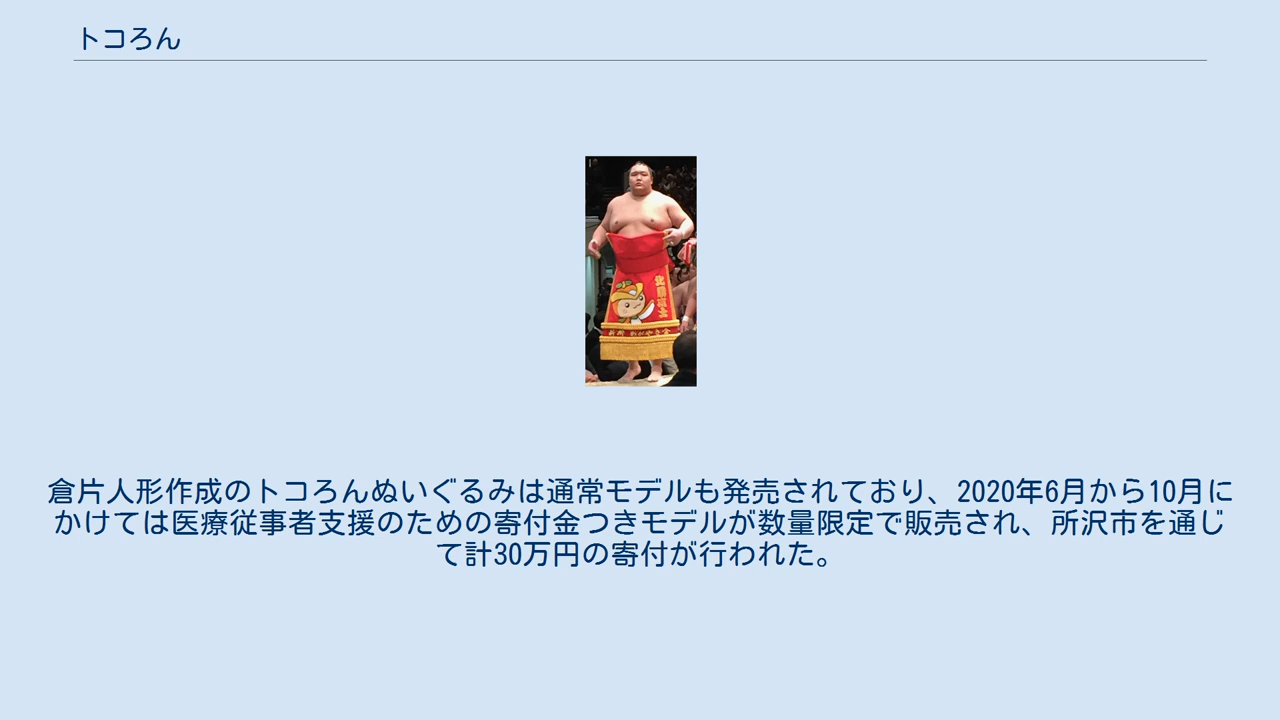 トコろん
倉片人形作成のトコろんぬいぐるみは通常モデルも発売されており、2020年6月から10月に
かけては医療従事者支援のための寄付金つきモデルが数量限定で販売され、所沢市を通じ
て計30万円の寄付が行われた。